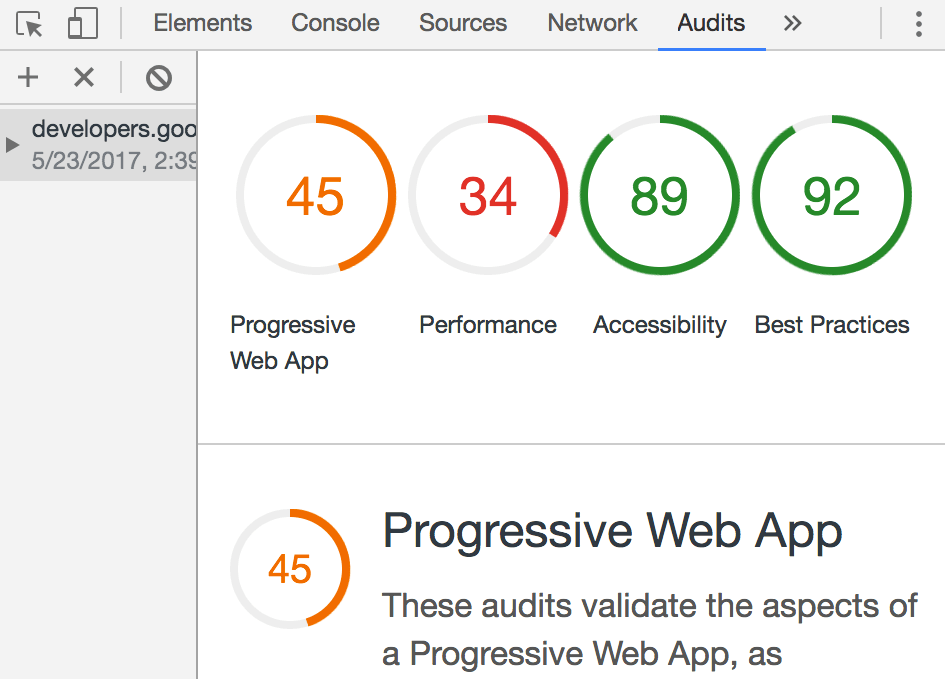 Elements Console Sources Network Audits
developers.goo
5/23/2017, 2:39
45 34 89 92
Progressive Web App
Performance
Accessibility
Best Practices
45
Progressive Web App
These audits validate the aspects of
a Progressive Web App, as